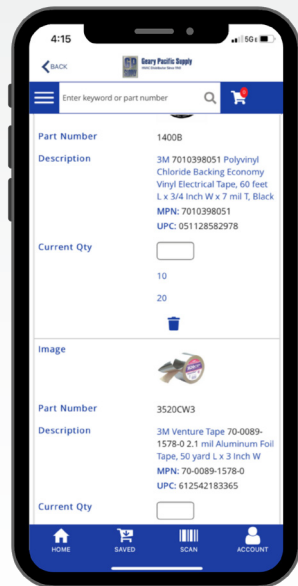 4:15
5G
BACK
Geary Pacific Supply
Enter keyword or part number
Part Number
1400B
Description
3M 7010398051 Polyvinyl
Chloride Backing Economy
Vinyl Electrical Tape, 60 feet
L x 3/4 Inch W x 7 mil T, Black
MPN: 7010398051
UPC: 051128582978
Current Qty
10
20
Image
Part Number
3520CW3
Description
3M Venture Tape 70-0089-
1578-0 2.1 mil Aluminum Foil
Tape, 50 yard L x 3 Inch W
MPN: 70-0089-1578-0
UPC: 612542183365
Current Qty
HOME
SAVED
SCAN
ACCOUNT